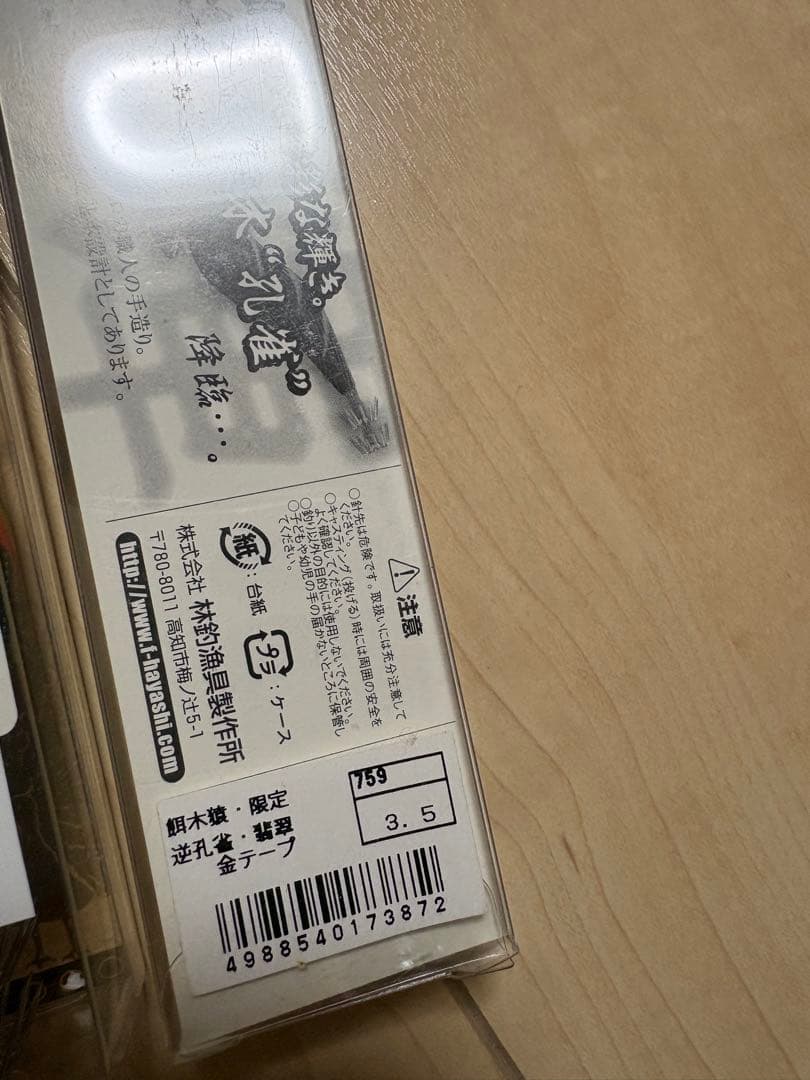 な輝き。
“孔雀”
降臨…。
職人の手造り。
設計としてあります。
注意
○針先は危険です。取扱いには充分注意して
ください。
○キャスティング(投げる)時には周囲の安全を
よく確認してください。
○釣り以外の目的には使用しないでください。
○子どもや幼児の手の届かないところに保管し
てください。
紙:台紙
プラ:ケース
株式会社 林釣漁具製作所
〒780-8011 高知市梅ノ辻5-1
http://www.f-hayashi.com
759
3.5
餌木猿・限定
逆孔雀・翡翠
金テープ
4988540173872